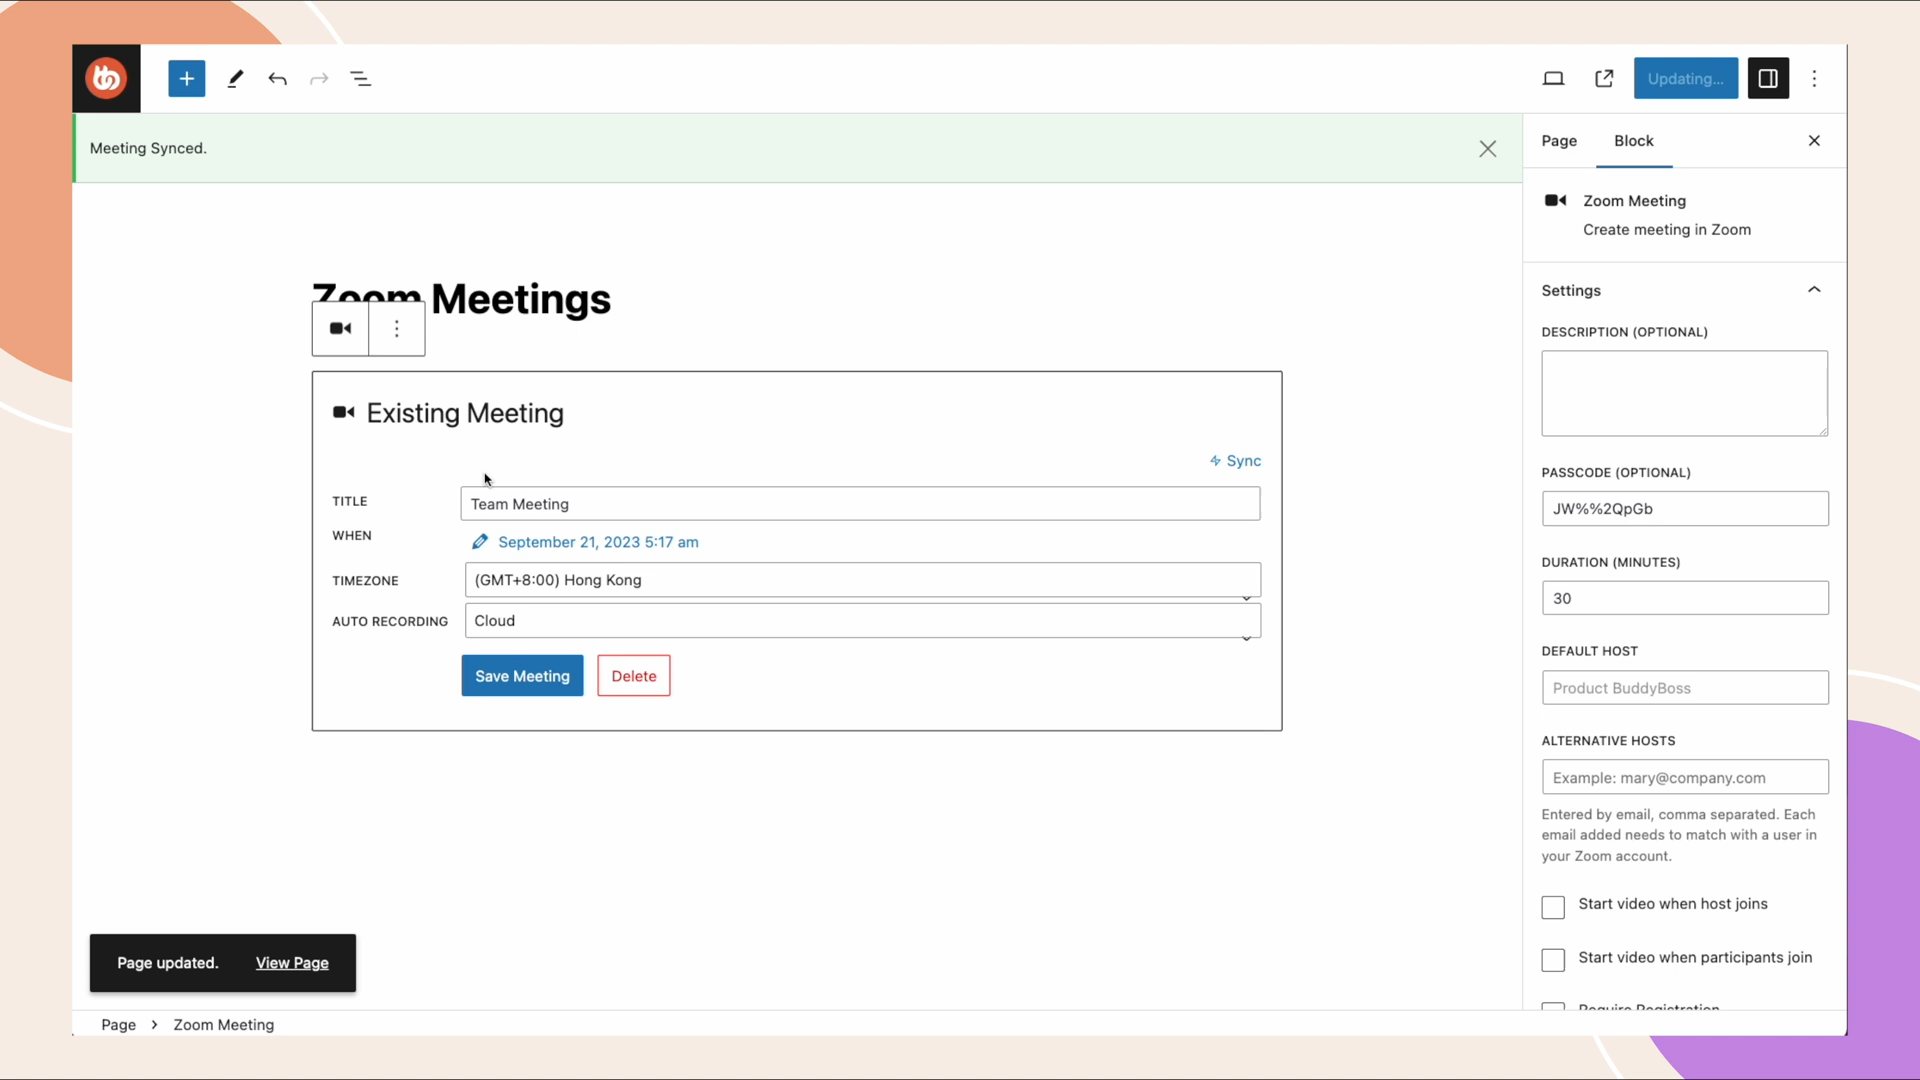 Updating...
Meeting Synced.
Page
Block
Zoom Meeting
Create meeting in Zoom
Zoom Meetings
Settings
DESCRIPTION (OPTIONAL)
Existing Meeting
Sync
TITLE
Team Meeting
WHEN
September 21, 2023 5:17 am
TIMEZONE
(GMT+8:00) Hong Kong
AUTO RECORDING
Cloud
Save Meeting
Delete
PASSCODE (OPTIONAL)
JW%%2QpGb
DURATION (MINUTES)
30
DEFAULT HOST
Product BuddyBoss
ALTERNATIVE HOSTS
Example: mary@company.com
Entered by email, comma separated. Each
email added needs to match with a user in
your Zoom account.
Start video when host joins
Start video when participants join
Require Registration
Page updated.
View Page
Page
Zoom Meeting